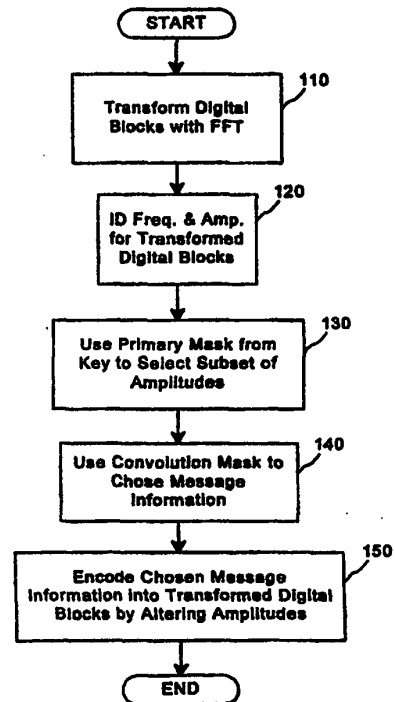 START
110
Transform Digital
Blocks with FFT
120
ID Freq. & Amp.
for Transformed
Digital Blocks
130
Use Primary Mask from
Key to Select Subset of
Amplitudes
140
Use Convolution Mask to
Chose Message
Information
150
Encode Chosen Message
Information into Transformed Digital
Blocks by Altering Amplitudes
END